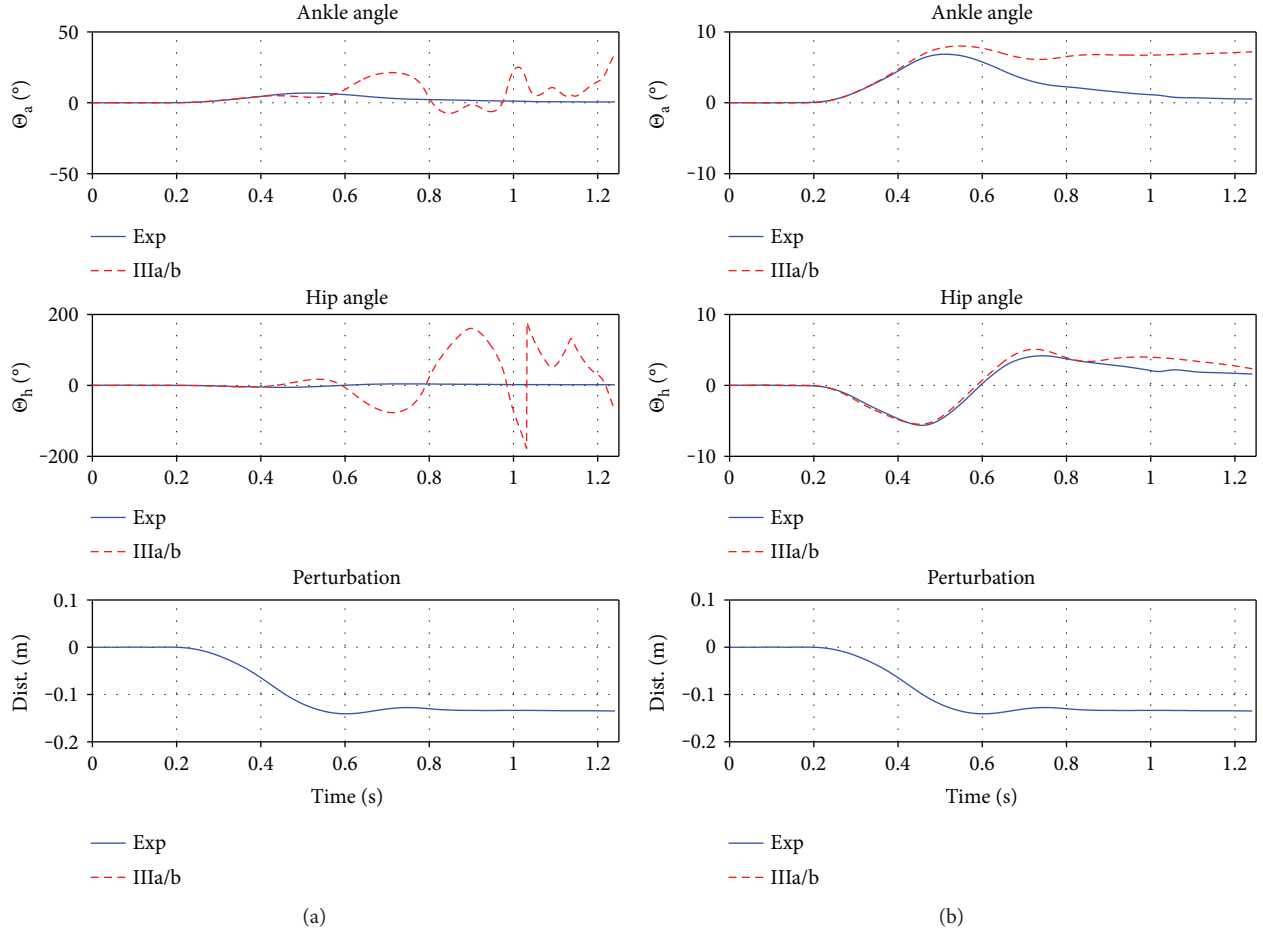 Ankle angle
Θa (°)
50
0
−50
0 0.2 0.4 0.6 0.8 1 1.2
Exp
IIIa/b
Hip angle
Θh (°)
200
0
−200
0 0.2 0.4 0.6 0.8 1 1.2
Exp
IIIa/b
Perturbation
Dist. (m)
0.1
0
−0.1
−0.2
0 0.2 0.4 0.6 0.8 1 1.2
Time (s)
Exp
IIIa/b
(a)
Ankle angle
Θa (°)
10
0
−10
0 0.2 0.4 0.6 0.8 1 1.2
Exp
IIIa/b
Hip angle
Θh (°)
10
0
−10
0 0.2 0.4 0.6 0.8 1 1.2
Exp
IIIa/b
Perturbation
Dist. (m)
0.1
0
−0.1
−0.2
0 0.2 0.4 0.6 0.8 1 1.2
Time (s)
Exp
IIIa/b
(b)